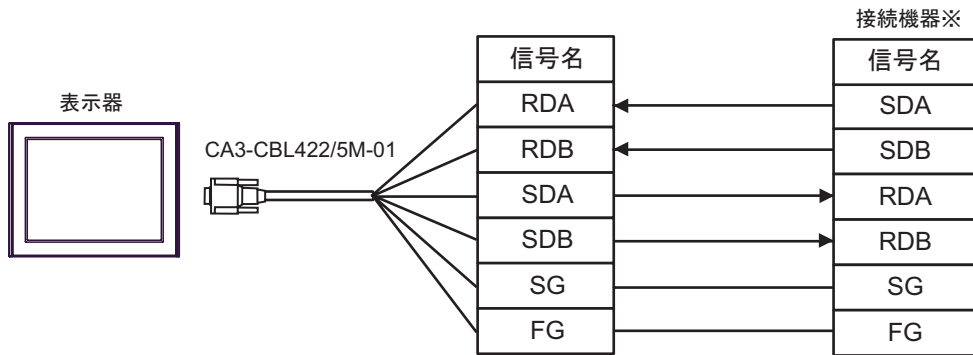 接続機器※
信号名
信号名
表示器
CA3-CBL422/5M-01
RDA
SDA
RDB
SDB
SDA
RDA
SDB
RDB
SG
SG
FG
FG